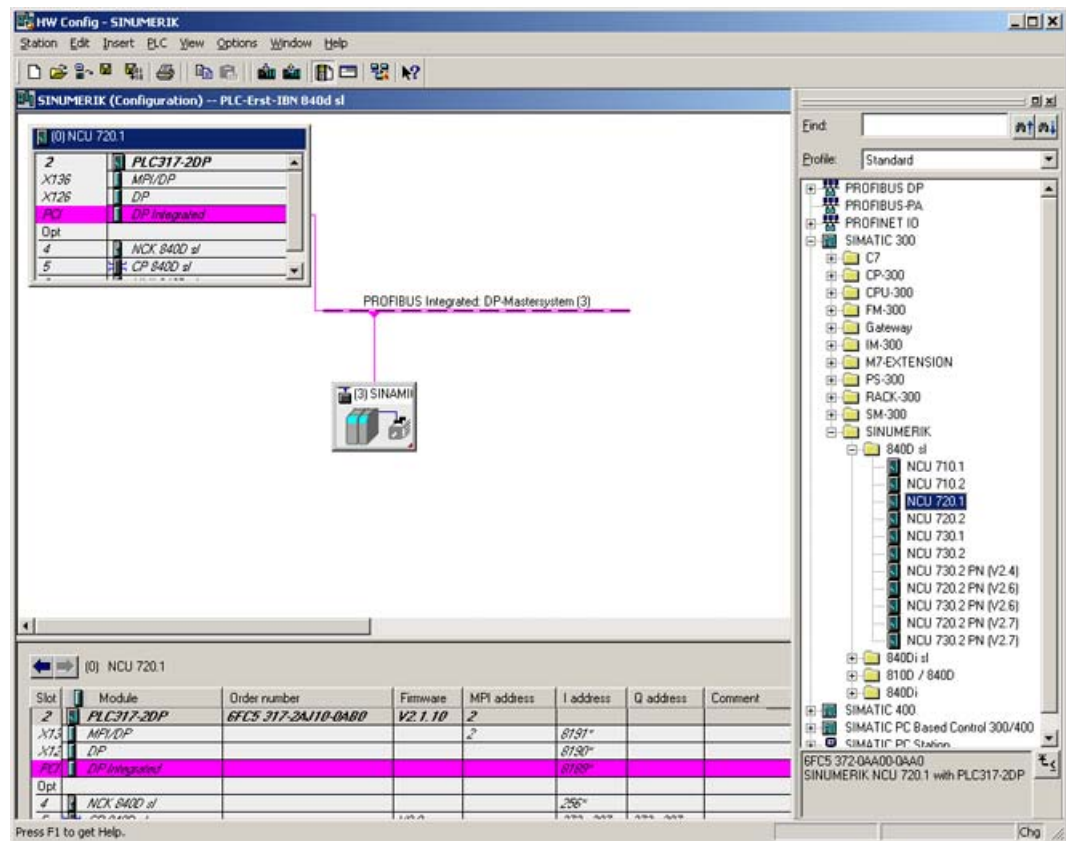 HW Config - SINUMERIK
Station Edit Insert PLC View Options Window Help
SINUMERIK (Configuration) -- PLC-Erst-IBN 840d sl
(0) NCU 720.1
2 PLC317-2DP
X136 MPI/DP
X126 DP
PCI DP Integrated
Opt
4 NCK 840D sl
5 CP 840D sl
PROFIBUS Integrated: DP-Mastersystem (3)
(3) SINAMI
Find:
Profile: Standard
PROFIBUS DP
PROFIBUS-PA
PROFINET IO
SIMATIC 300
C7
CP-300
CPU-300
FM-300
Gateway
IM-300
M7-EXTENSION
PS-300
RACK-300
SM-300
SINUMERIK
840D sl
NCU 710.1
NCU 710.2
NCU 720.1
NCU 720.2
NCU 730.1
NCU 730.2
NCU 730.2 PN (V2.4)
NCU 720.2 PN (V2.6)
NCU 730.2 PN (V2.6)
NCU 720.2 PN (V2.7)
NCU 730.2 PN (V2.7)
840Di sl
810D / 840D
840Di
SIMATIC 400
SIMATIC PC Based Control 300/400
SIMATIC PC Station
6FC5 372-0AA00-0AA0
SINUMERIK NCU 720.1 with PLC317-2DP
(0) NCU 720.1
Slot Module Order number Firmware MPI address I address Q address Comment
2 PLC317-2DP 6FC5 317-2AJ10-0AB0 V2.1.10 2
X13 MPI/DP 2 8191*
X12 DP 8190*
PCI DP Integrated 8189*
Opt
4 NCK 840D sl 256*
Press F1 to get Help.
Chg